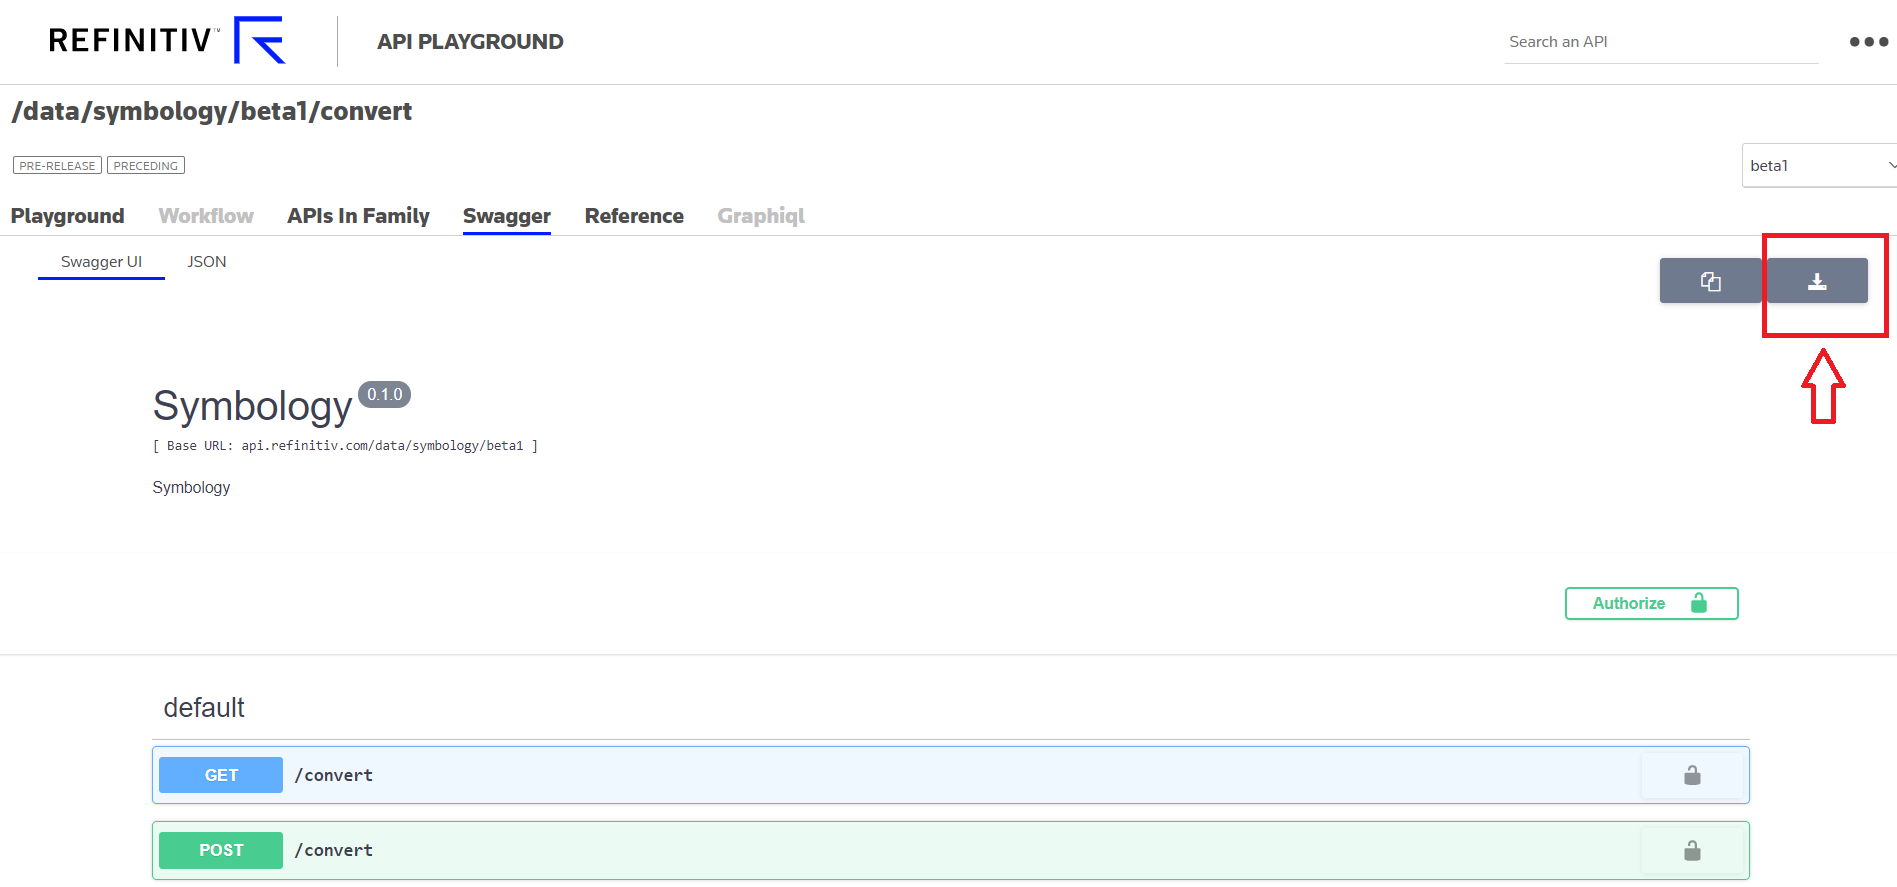 REFINITIV™
API PLAYGROUND
Search an API
/data/symbology/beta1/convert
PRE-RELEASE PRECEDING
beta1
Playground Workflow APIs In Family Swagger Reference Graphiql
Swagger UI JSON
Symbology 0.1.0
[ Base URL: api.refinitiv.com/data/symbology/beta1 ]
Symbology
Authorize
default
GET /convert
POST /convert